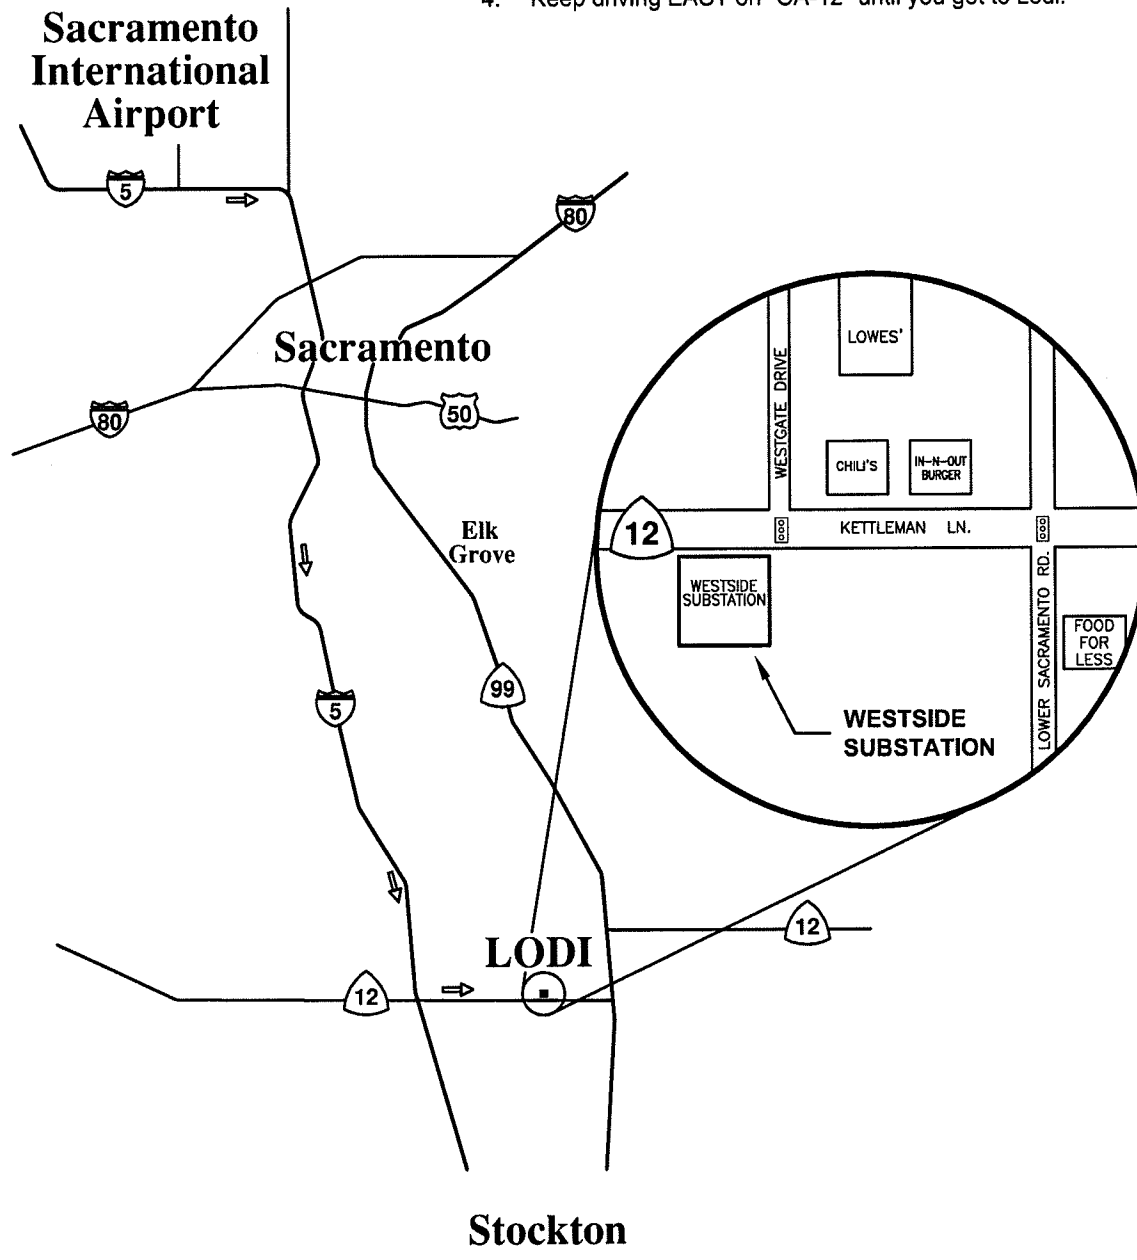 4. Keep driving EAST on "CA-12" until you get to Lodi.
Sacramento
International
Airport
5
80
Sacramento
80
50
LOWES'
WESTGATE DRIVE
CHILI'S
IN-N-OUT
BURGER
12
KETTLEMAN LN.
Elk
Grove
WESTSIDE
SUBSTATION
LOWER SACRAMENTO RD.
FOOD
FOR
LESS
99
5
WESTSIDE
SUBSTATION
12
LODI
12
Stockton